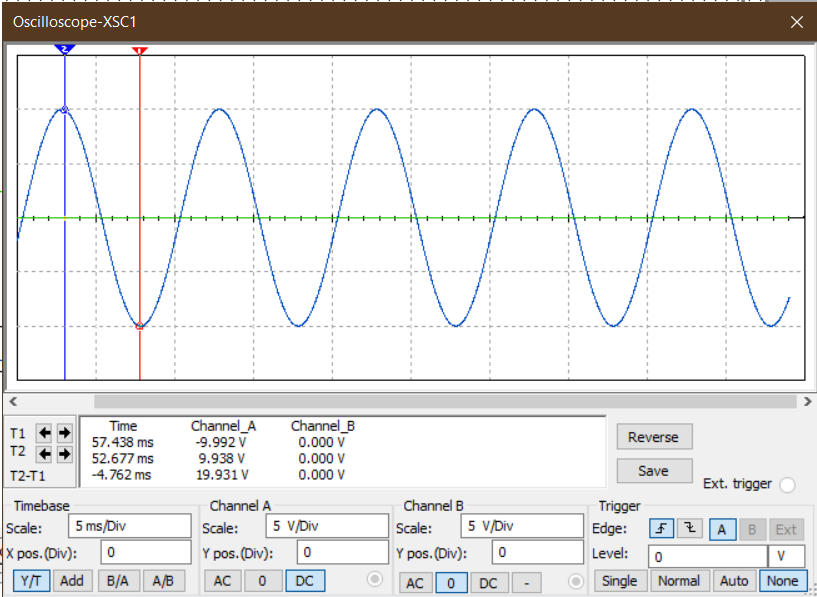 Oscilloscope-XSC1
2 1
Time Channel_A Channel_B
T1 57.438 ms -9.992 V 0.000 V
T2 52.677 ms 9.938 V 0.000 V
T2-T1 -4.762 ms 19.931 V 0.000 V
Reverse
Save
Ext. trigger
Timebase
Scale: 5 ms/Div
X pos.(Div): 0
Y/T Add B/A A/B
Channel A
Scale: 5 V/Div
Y pos.(Div): 0
AC 0 DC
Channel B
Scale: 5 V/Div
Y pos.(Div): 0
AC 0 DC -
Trigger
Edge: A B Ext
Level: 0 V
Single Normal Auto None